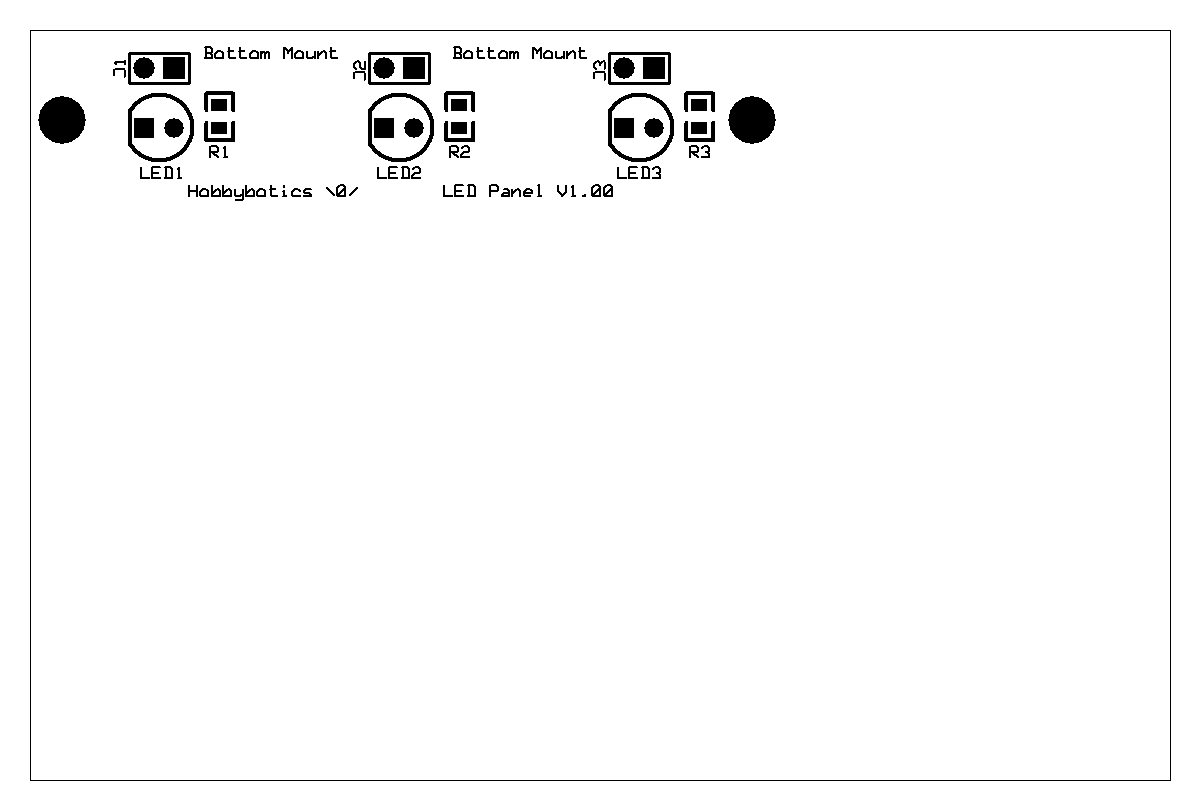 Bottom Mount Bottom Mount
J1 J2 J3
R1 R2 R3
LED1 LED2 LED3
Hobbybotics \0/ LED Panel V1.00